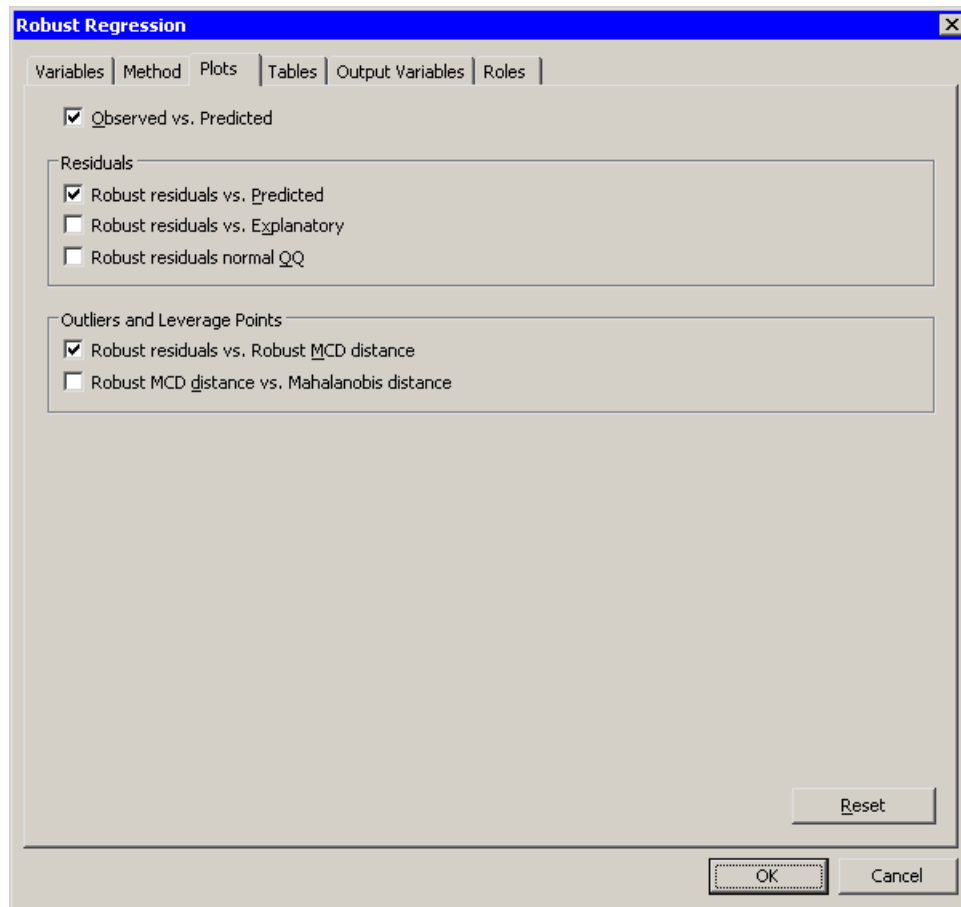 Robust Regression
Variables Method Plots Tables Output Variables Roles
Observed vs. Predicted
Residuals
Robust residuals vs. Predicted
Robust residuals vs. Explanatory
Robust residuals normal QQ
Outliers and Leverage Points
Robust residuals vs. Robust MCD distance
Robust MCD distance vs. Mahalanobis distance
Reset
OK Cancel